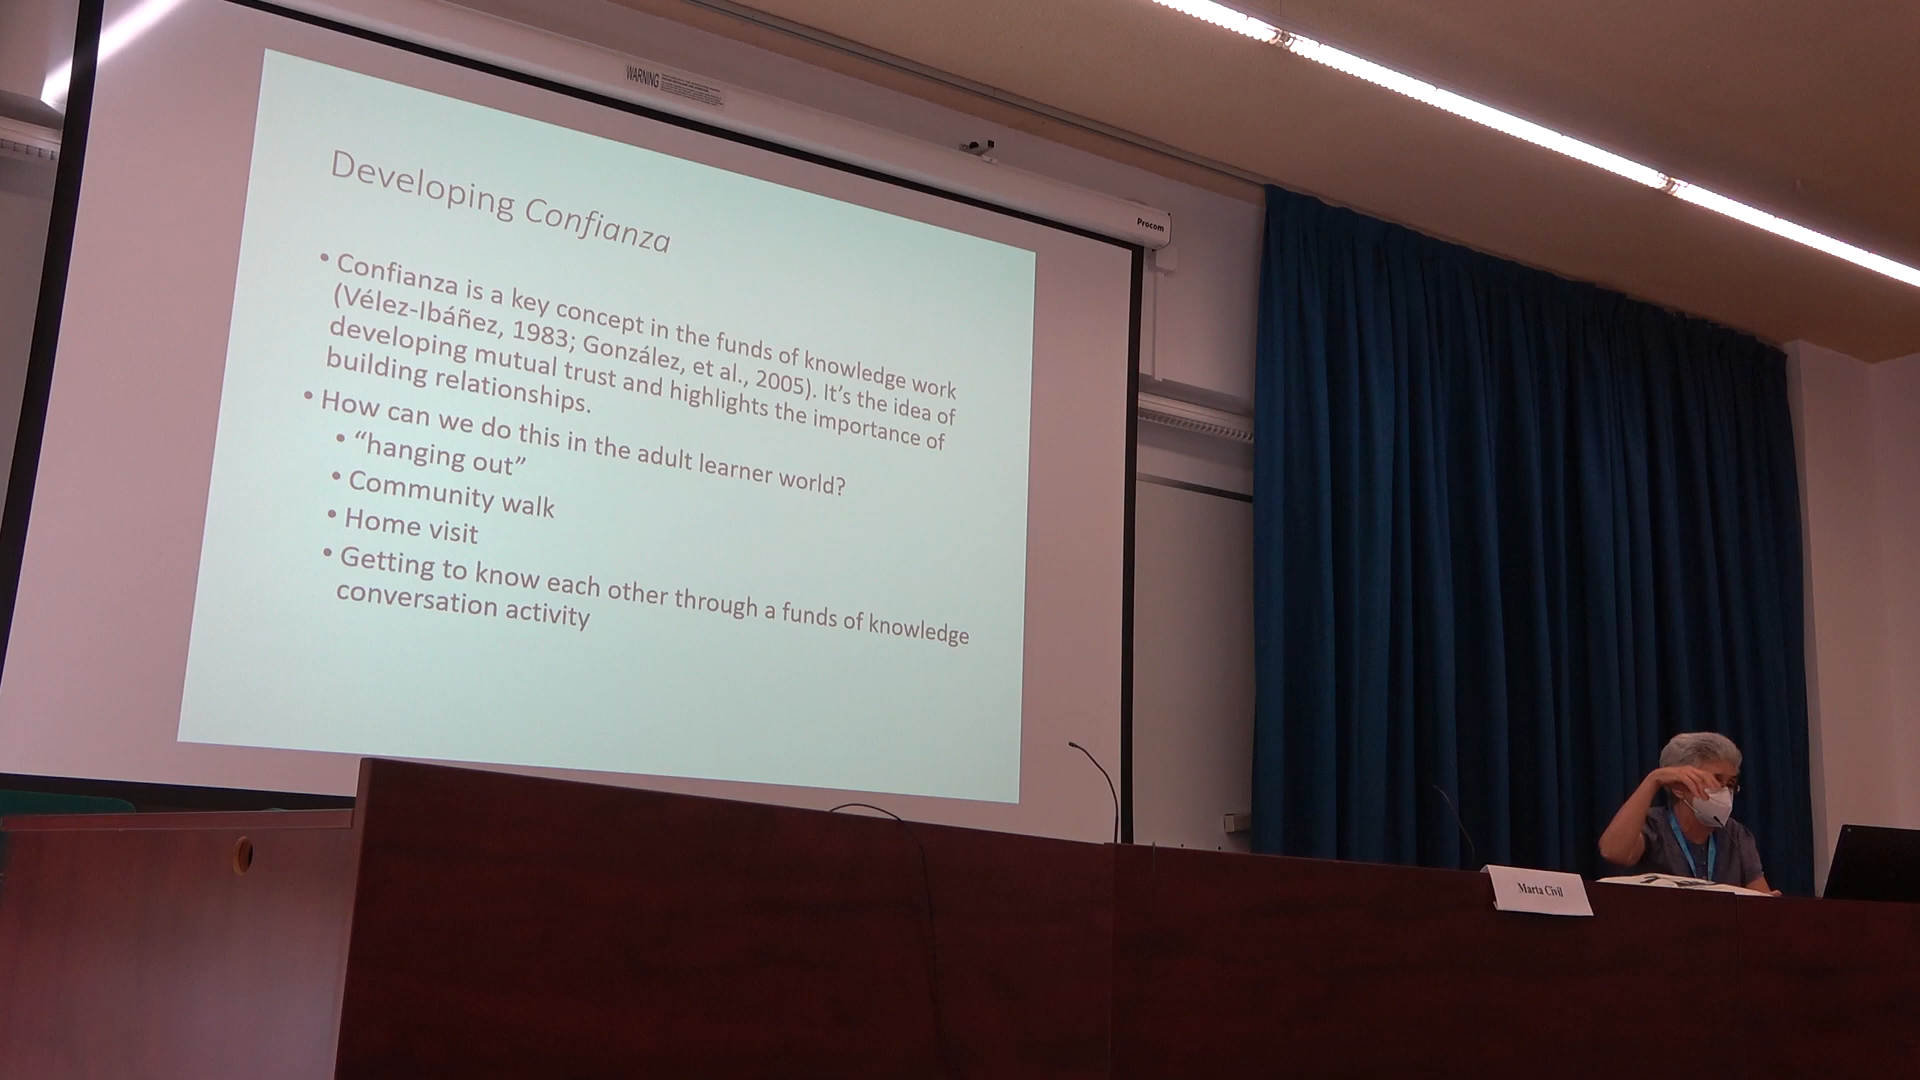 WARNING
Procom
Developing Confianza
• Confianza is a key concept in the funds of knowledge work
(Vélez-Ibáñez, 1983; González, et al., 2005). It’s the idea of
developing mutual trust and highlights the importance of
building relationships.
• How can we do this in the adult learner world?
• “hanging out”
• Community walk
• Home visit
• Getting to know each other through a funds of knowledge
conversation activity
Marta Civil